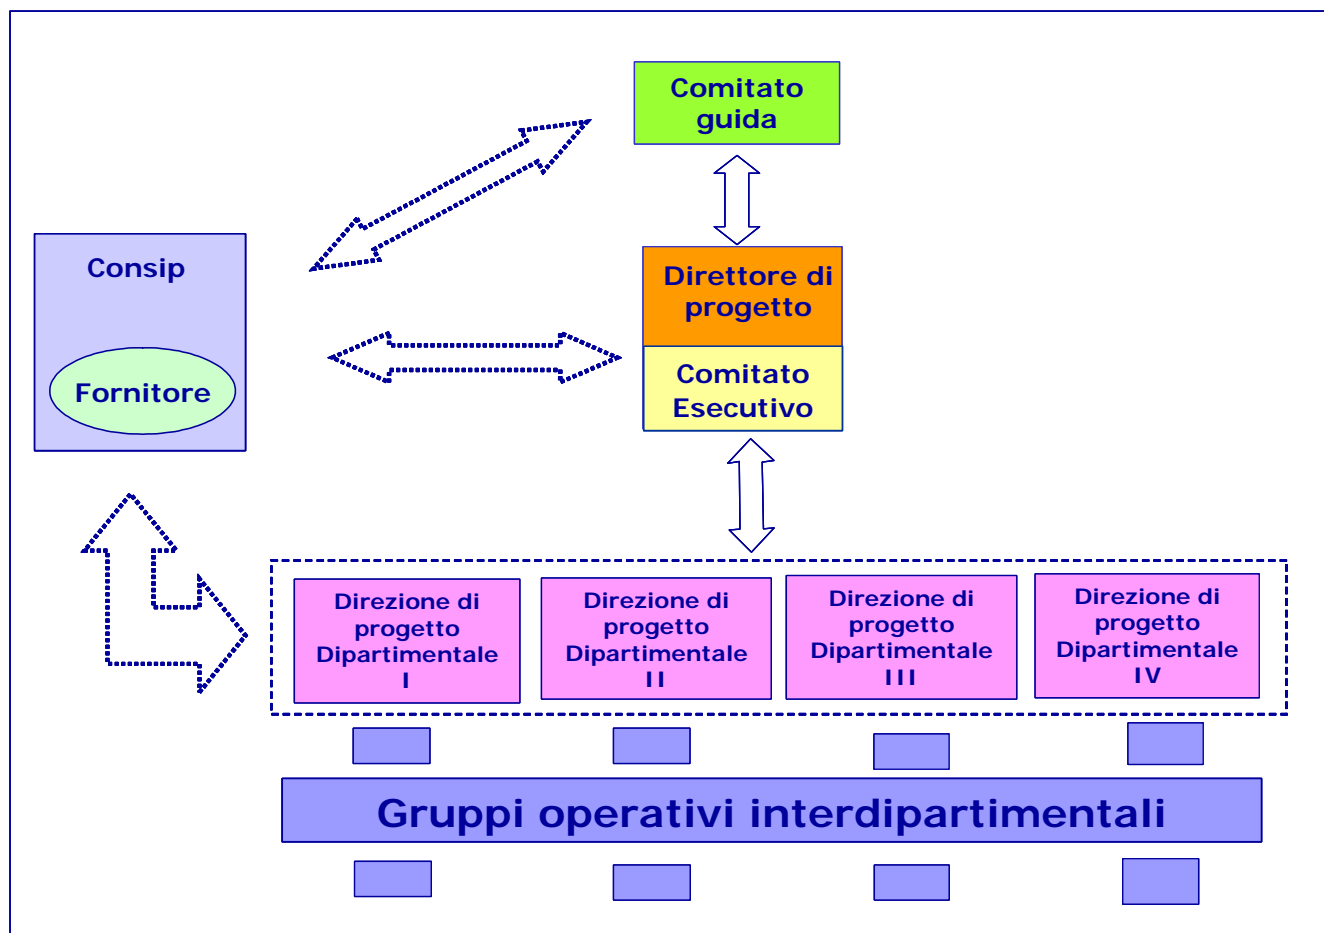 Comitato
guida
Consip
Fornitore
Direttore di
progetto
Comitato
Esecutivo
Direzione di
progetto
Dipartimentale
I
Direzione di
progetto
Dipartimentale
II
Direzione di
progetto
Dipartimentale
III
Direzione di
progetto
Dipartimentale
IV
Gruppi operativi interdipartimentali